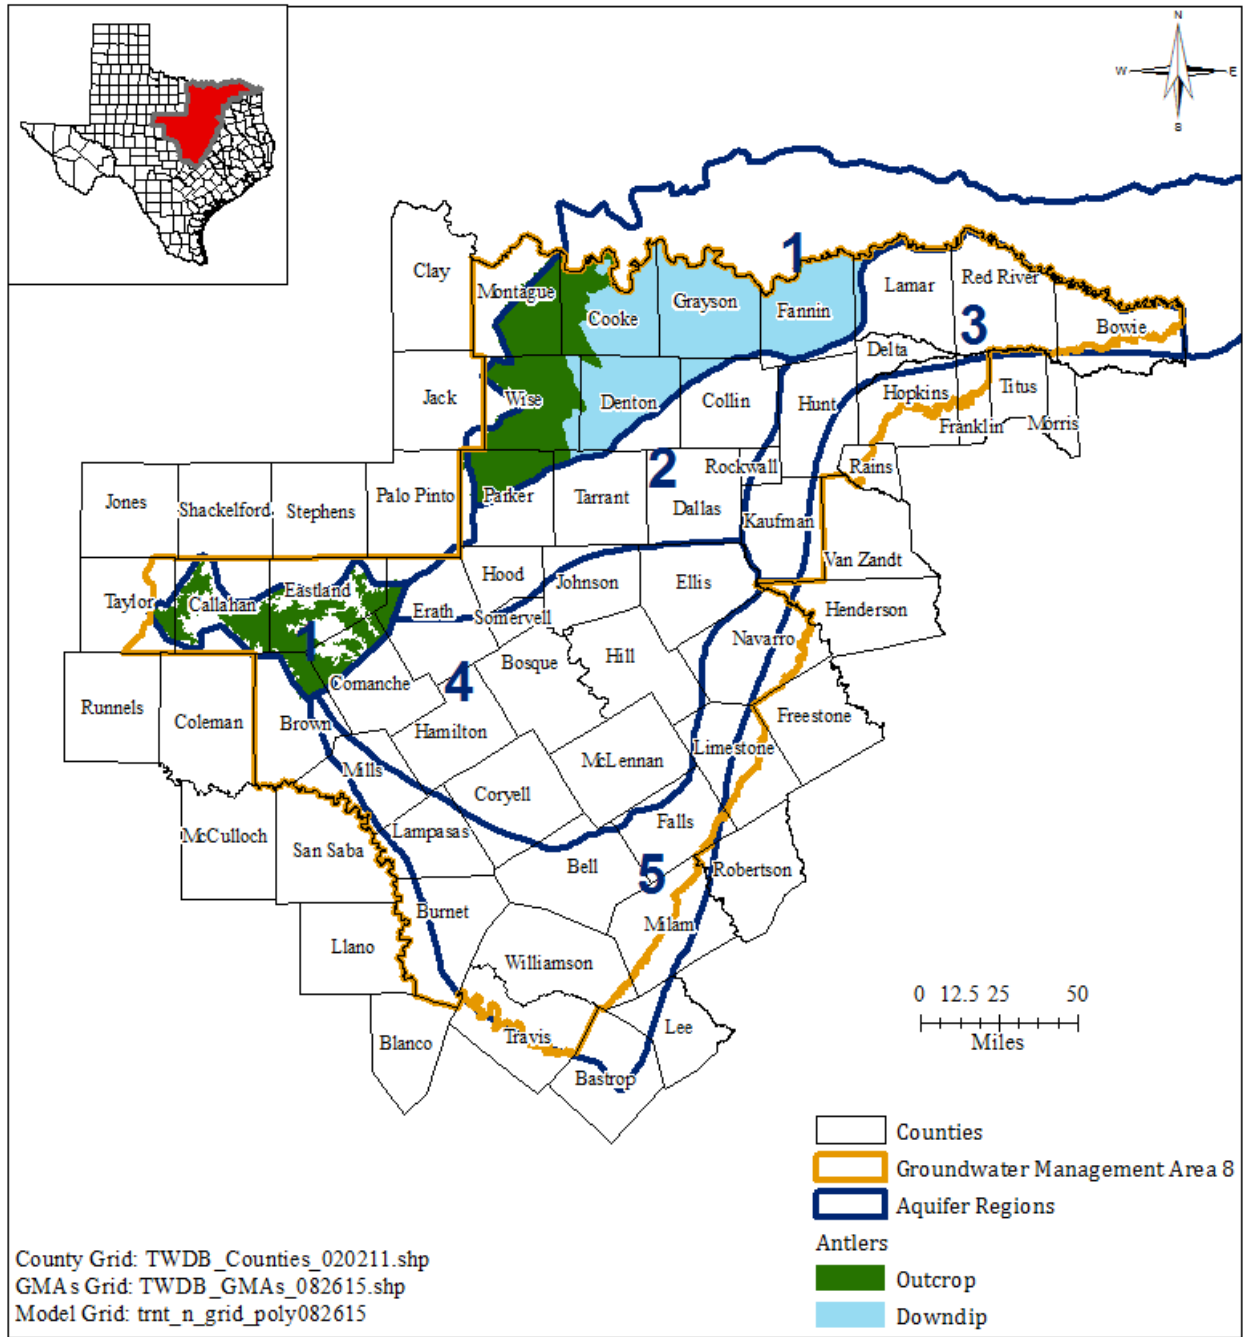 N
W E
S
1
Clay
Montague
Cooke
Grayson
Fannin
Lamar
Red River
Bowie
3
Delta
Jack
Wise
Denton
Collin
Hunt
Hopkins
Titus
Franklin
Morris
2
Rockwall
Rains
Jones
Shackelford
Stephens
Palo Pinto
Parker
Tarrant
Dallas
Kaufman
Van Zandt
Taylor
Callahan
Eastland
Erath
Hood
Somervell
Johnson
Ellis
Henderson
1
Comanche
4
Bosque
Hill
Navarro
Runnels
Coleman
Brown
Hamilton
Freestone
Mills
McLennan
Limestone
Coryell
McCulloch
San Saba
Lampasas
Falls
Bell
5
Robertson
Burnet
Milam
Llano
Williamson
Blanco
Travis
Lee
Bastrop
0 12.5 25 50
Miles
Counties
Groundwater Management Area 8
Aquifer Regions
Antlers
Outcrop
Downdip
County Grid: TWDB_Counties_020211.shp
GMAs Grid: TWDB_GMAs_082615.shp
Model Grid: trnt_n_grid_poly082615